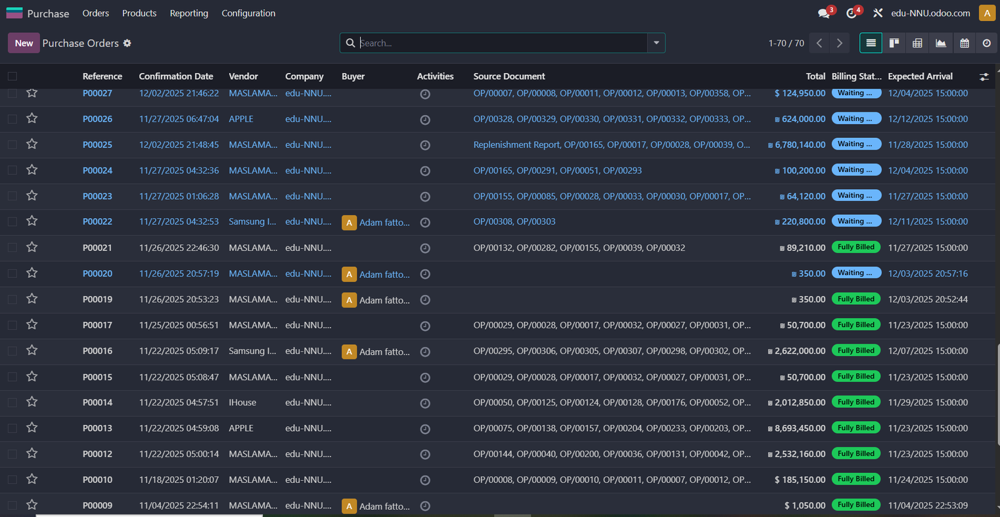 Purchase Orders Products Reporting Configuration 3 4 edu-NNU.odoo.com A
New Purchase Orders Search... 1-70 / 70
Reference Confirmation Date Vendor Company Buyer Activities Source Document Total Billing Stat... Expected Arrival
P00027 12/02/2025 21:46:22 MASLAMA... edu-NNU.... OP/00007, OP/00008, OP/00011, OP/00012, OP/00013, OP/00358, OP... $ 124,950.00 Waiting ... 12/04/2025 15:00:00
P00026 11/27/2025 06:47:04 APPLE edu-NNU.... OP/00328, OP/00329, OP/00330, OP/00331, OP/00332, OP/00333, OP... ₪ 624,000.00 Waiting ... 12/12/2025 15:00:00
P00025 12/02/2025 21:48:45 MASLAMA... edu-NNU.... Replenishment Report, OP/00165, OP/00017, OP/00028, OP/00039, O... ₪ 6,780,140.00 Waiting ... 11/28/2025 15:00:00
P00024 11/27/2025 04:32:36 MASLAMA... edu-NNU.... OP/00165, OP/00291, OP/00051, OP/00293 ₪ 100,200.00 Waiting ... 12/04/2025 15:00:00
P00023 11/27/2025 01:06:28 MASLAMA... edu-NNU.... OP/00155, OP/00085, OP/00028, OP/00033, OP/00030, OP/00017, OP... ₪ 64,120.00 Waiting ... 11/27/2025 15:00:00
P00022 11/27/2025 04:32:53 Samsung I... edu-NNU.... A Adam fatto... OP/00308, OP/00303 ₪ 220,800.00 Waiting ... 12/11/2025 15:00:00
P00021 11/26/2025 22:46:30 MASLAMA... edu-NNU.... OP/00132, OP/00282, OP/00155, OP/00039, OP/00032 ₪ 89,210.00 Fully Billed 11/27/2025 15:00:00
P00020 11/26/2025 20:57:19 MASLAMA... edu-NNU.... A Adam fatto... ₪ 350.00 Waiting ... 12/03/2025 20:57:16
P00019 11/26/2025 20:53:23 MASLAMA... edu-NNU.... A Adam fatto... ₪ 350.00 Fully Billed 12/03/2025 20:52:44
P00017 11/25/2025 00:56:51 MASLAMA... edu-NNU.... OP/00029, OP/00028, OP/00017, OP/00032, OP/00027, OP/00031, OP... ₪ 50,700.00 Fully Billed 11/23/2025 15:00:00
P00016 11/22/2025 05:09:17 Samsung I... edu-NNU.... A Adam fatto... OP/00295, OP/00306, OP/00305, OP/00307, OP/00298, OP/00302, OP... ₪ 2,622,000.00 Fully Billed 12/07/2025 15:00:00
P00015 11/22/2025 05:08:47 MASLAMA... edu-NNU.... OP/00029, OP/00028, OP/00017, OP/00032, OP/00027, OP/00031, OP... ₪ 50,700.00 Fully Billed 11/23/2025 15:00:00
P00014 11/22/2025 04:57:51 IHouse edu-NNU.... OP/00050, OP/00125, OP/00124, OP/00128, OP/00176, OP/00052, OP... ₪ 2,012,850.00 Fully Billed 11/29/2025 15:00:00
P00013 11/22/2025 04:59:08 APPLE edu-NNU.... OP/00075, OP/00138, OP/00157, OP/00204, OP/00233, OP/00203, OP... ₪ 8,693,450.00 Fully Billed 11/23/2025 15:00:00
P00012 11/22/2025 05:00:14 MASLAMA... edu-NNU.... OP/00144, OP/00040, OP/00200, OP/00036, OP/00131, OP/00042, OP... ₪ 2,532,160.00 Fully Billed 11/23/2025 15:00:00
P00010 11/18/2025 01:20:07 MASLAMA... edu-NNU.... OP/00008, OP/00009, OP/00010, OP/00011, OP/00007, OP/00012, OP... $ 185,150.00 Fully Billed 11/24/2025 15:00:00
P00009 11/04/2025 22:54:11 MASLAMA... edu-NNU.... A Adam fatto... $ 1,050.00 Fully Billed 11/04/2025 22:53:09